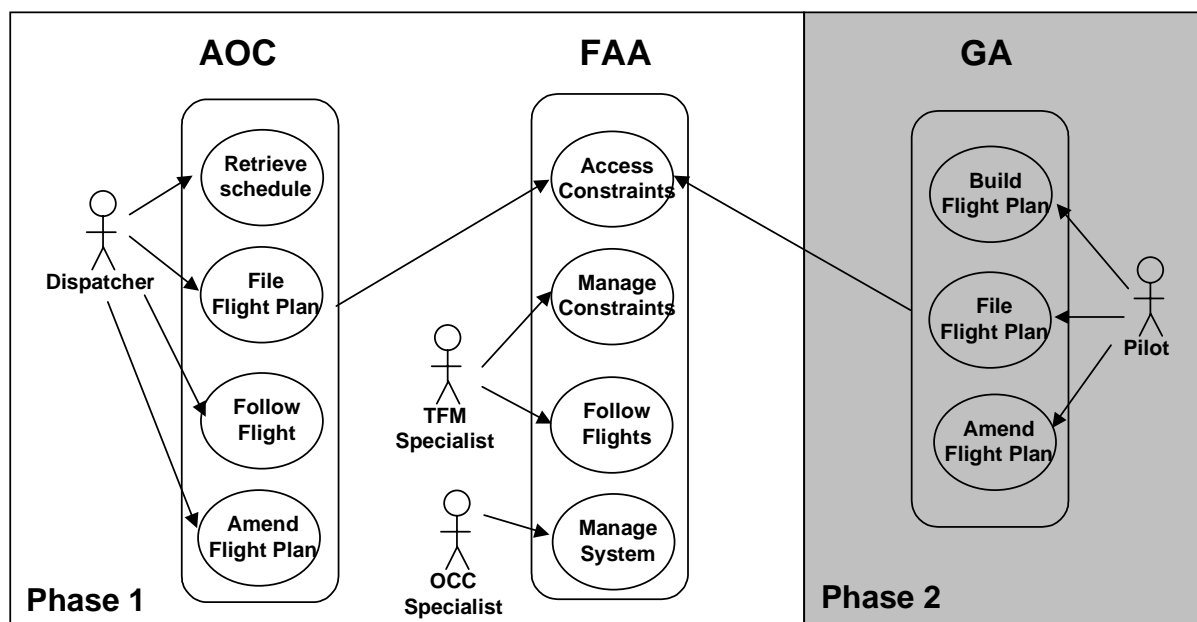 AOC
FAA
GA
Retrieve
schedule
File
Flight Plan
Follow
Flight
Amend
Flight Plan
Dispatcher
Access
Constraints
Manage
Constraints
Follow
Flights
Manage
System
TFM
Specialist
OCC
Specialist
Build
Flight Plan
File
Flight Plan
Amend
Flight Plan
Pilot
Phase 1
Phase 2